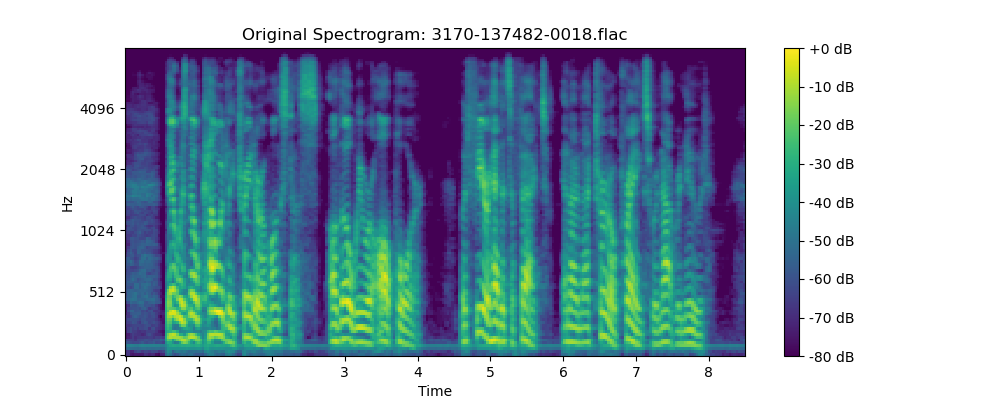 Original Spectrogram: 3170-137482-0018.flac
Hz
4096
2048
1024
512
0
0 1 2 3 4 5 6 7 8
Time
+0 dB
-10 dB
-20 dB
-30 dB
-40 dB
-50 dB
-60 dB
-70 dB
-80 dB